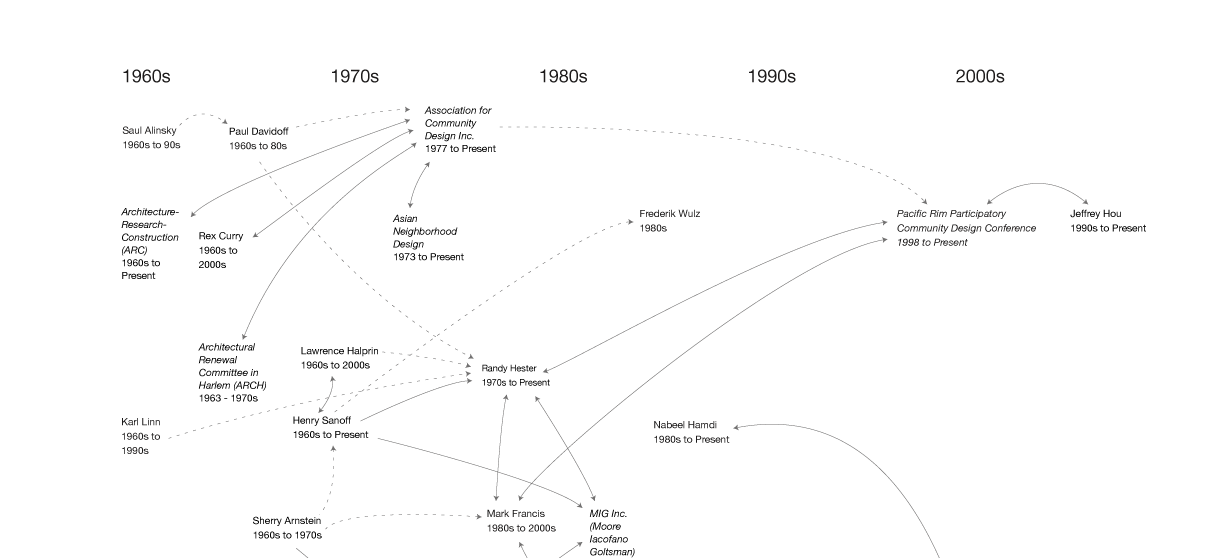 1960s
1970s
1980s
1990s
2000s
Saul Alinsky
1960s to 90s
Paul Davidoff
1960s to 80s
Association for
Community
Design Inc.
1977 to Present
Architecture-
Research-
Construction
(ARC)
1960s to
Present
Rex Curry
1960s to
2000s
Asian
Neighborhood
Design
1973 to Present
Frederik Wulz
1980s
Pacific Rim Participatory
Community Design Conference
1998 to Present
Jeffrey Hou
1990s to Present
Architectural
Renewal
Committee in
Harlem (ARCH)
1963 - 1970s
Lawrence Halprin
1960s to 2000s
Randy Hester
1970s to Present
Karl Linn
1960s to
1990s
Henry Sanoff
1960s to Present
Nabeel Hamdi
1980s to Present
Sherry Arnstein
1960s to 1970s
Mark Francis
1980s to 2000s
MIG Inc.
(Moore
Iacofano
Goltsman)